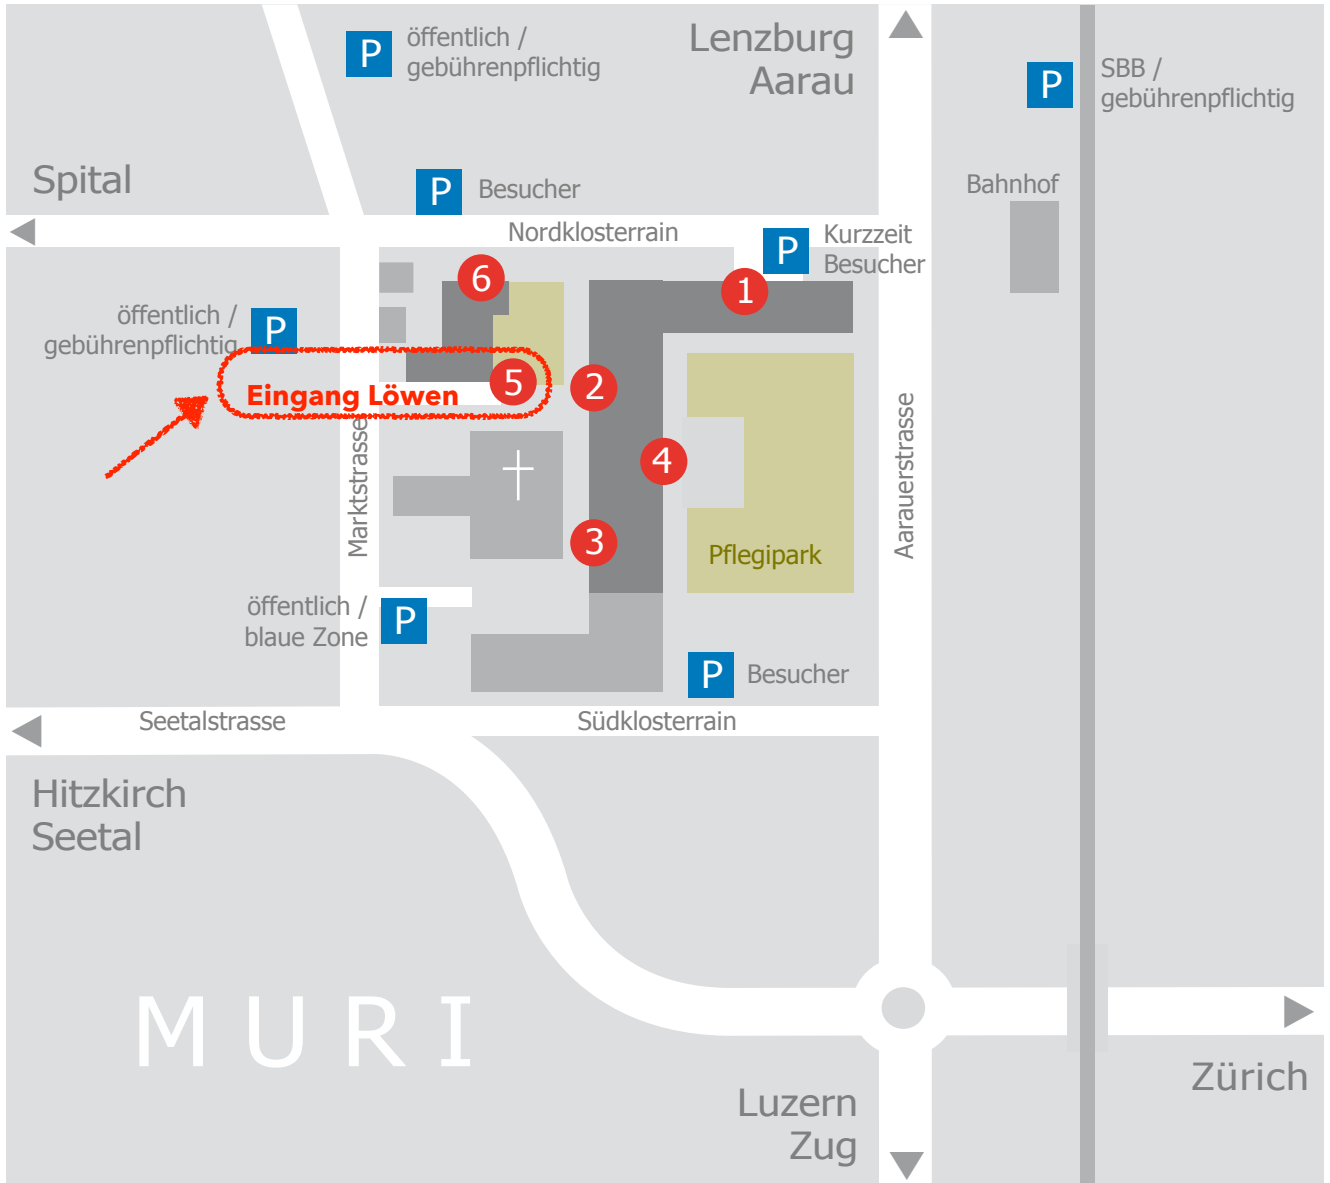 P
öffentlich /
gebührenpflichtig
Lenzburg
Aarau
P
SBB /
gebührenpflichtig
Spital
P
Besucher
Bahnhof
Nordklosterrain
P
Kurzzeit
Besucher
6
1
öffentlich /
gebührenpflichtig
P
Eingang Löwen
5
2
Marktstrasse
4
Aarauerstrasse
3
Pflegipark
öffentlich /
blaue Zone
P
P
Besucher
Seetalstrasse
Südklosterrain
Hitzkirch
Seetal
MURI
Zürich
Luzern
Zug